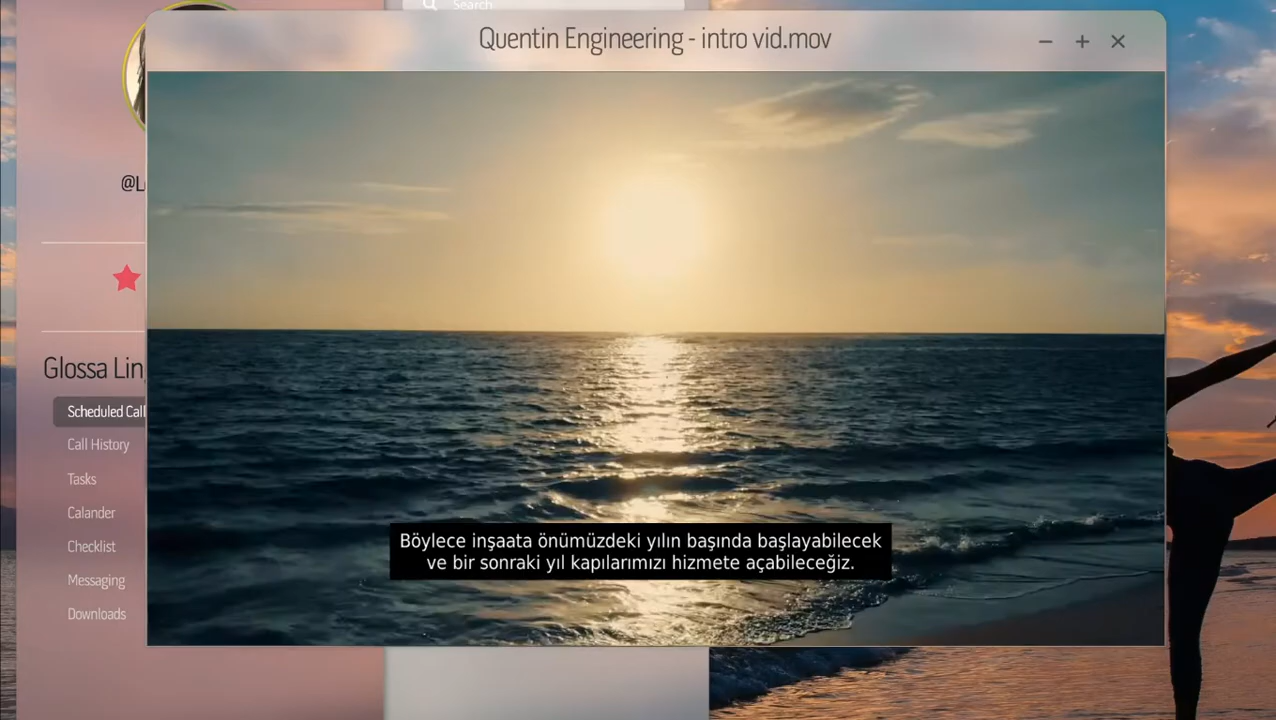 Search
Quentin Engineering - intro vid.mov
@L
Glossa Lin
Scheduled Call
Call History
Tasks
Calander
Checklist
Messaging
Downloads
Böylece inşaata önümüzdeki yılın başında başlayabilecek
ve bir sonraki yıl kapılarımızı hizmete açabileceğiz.